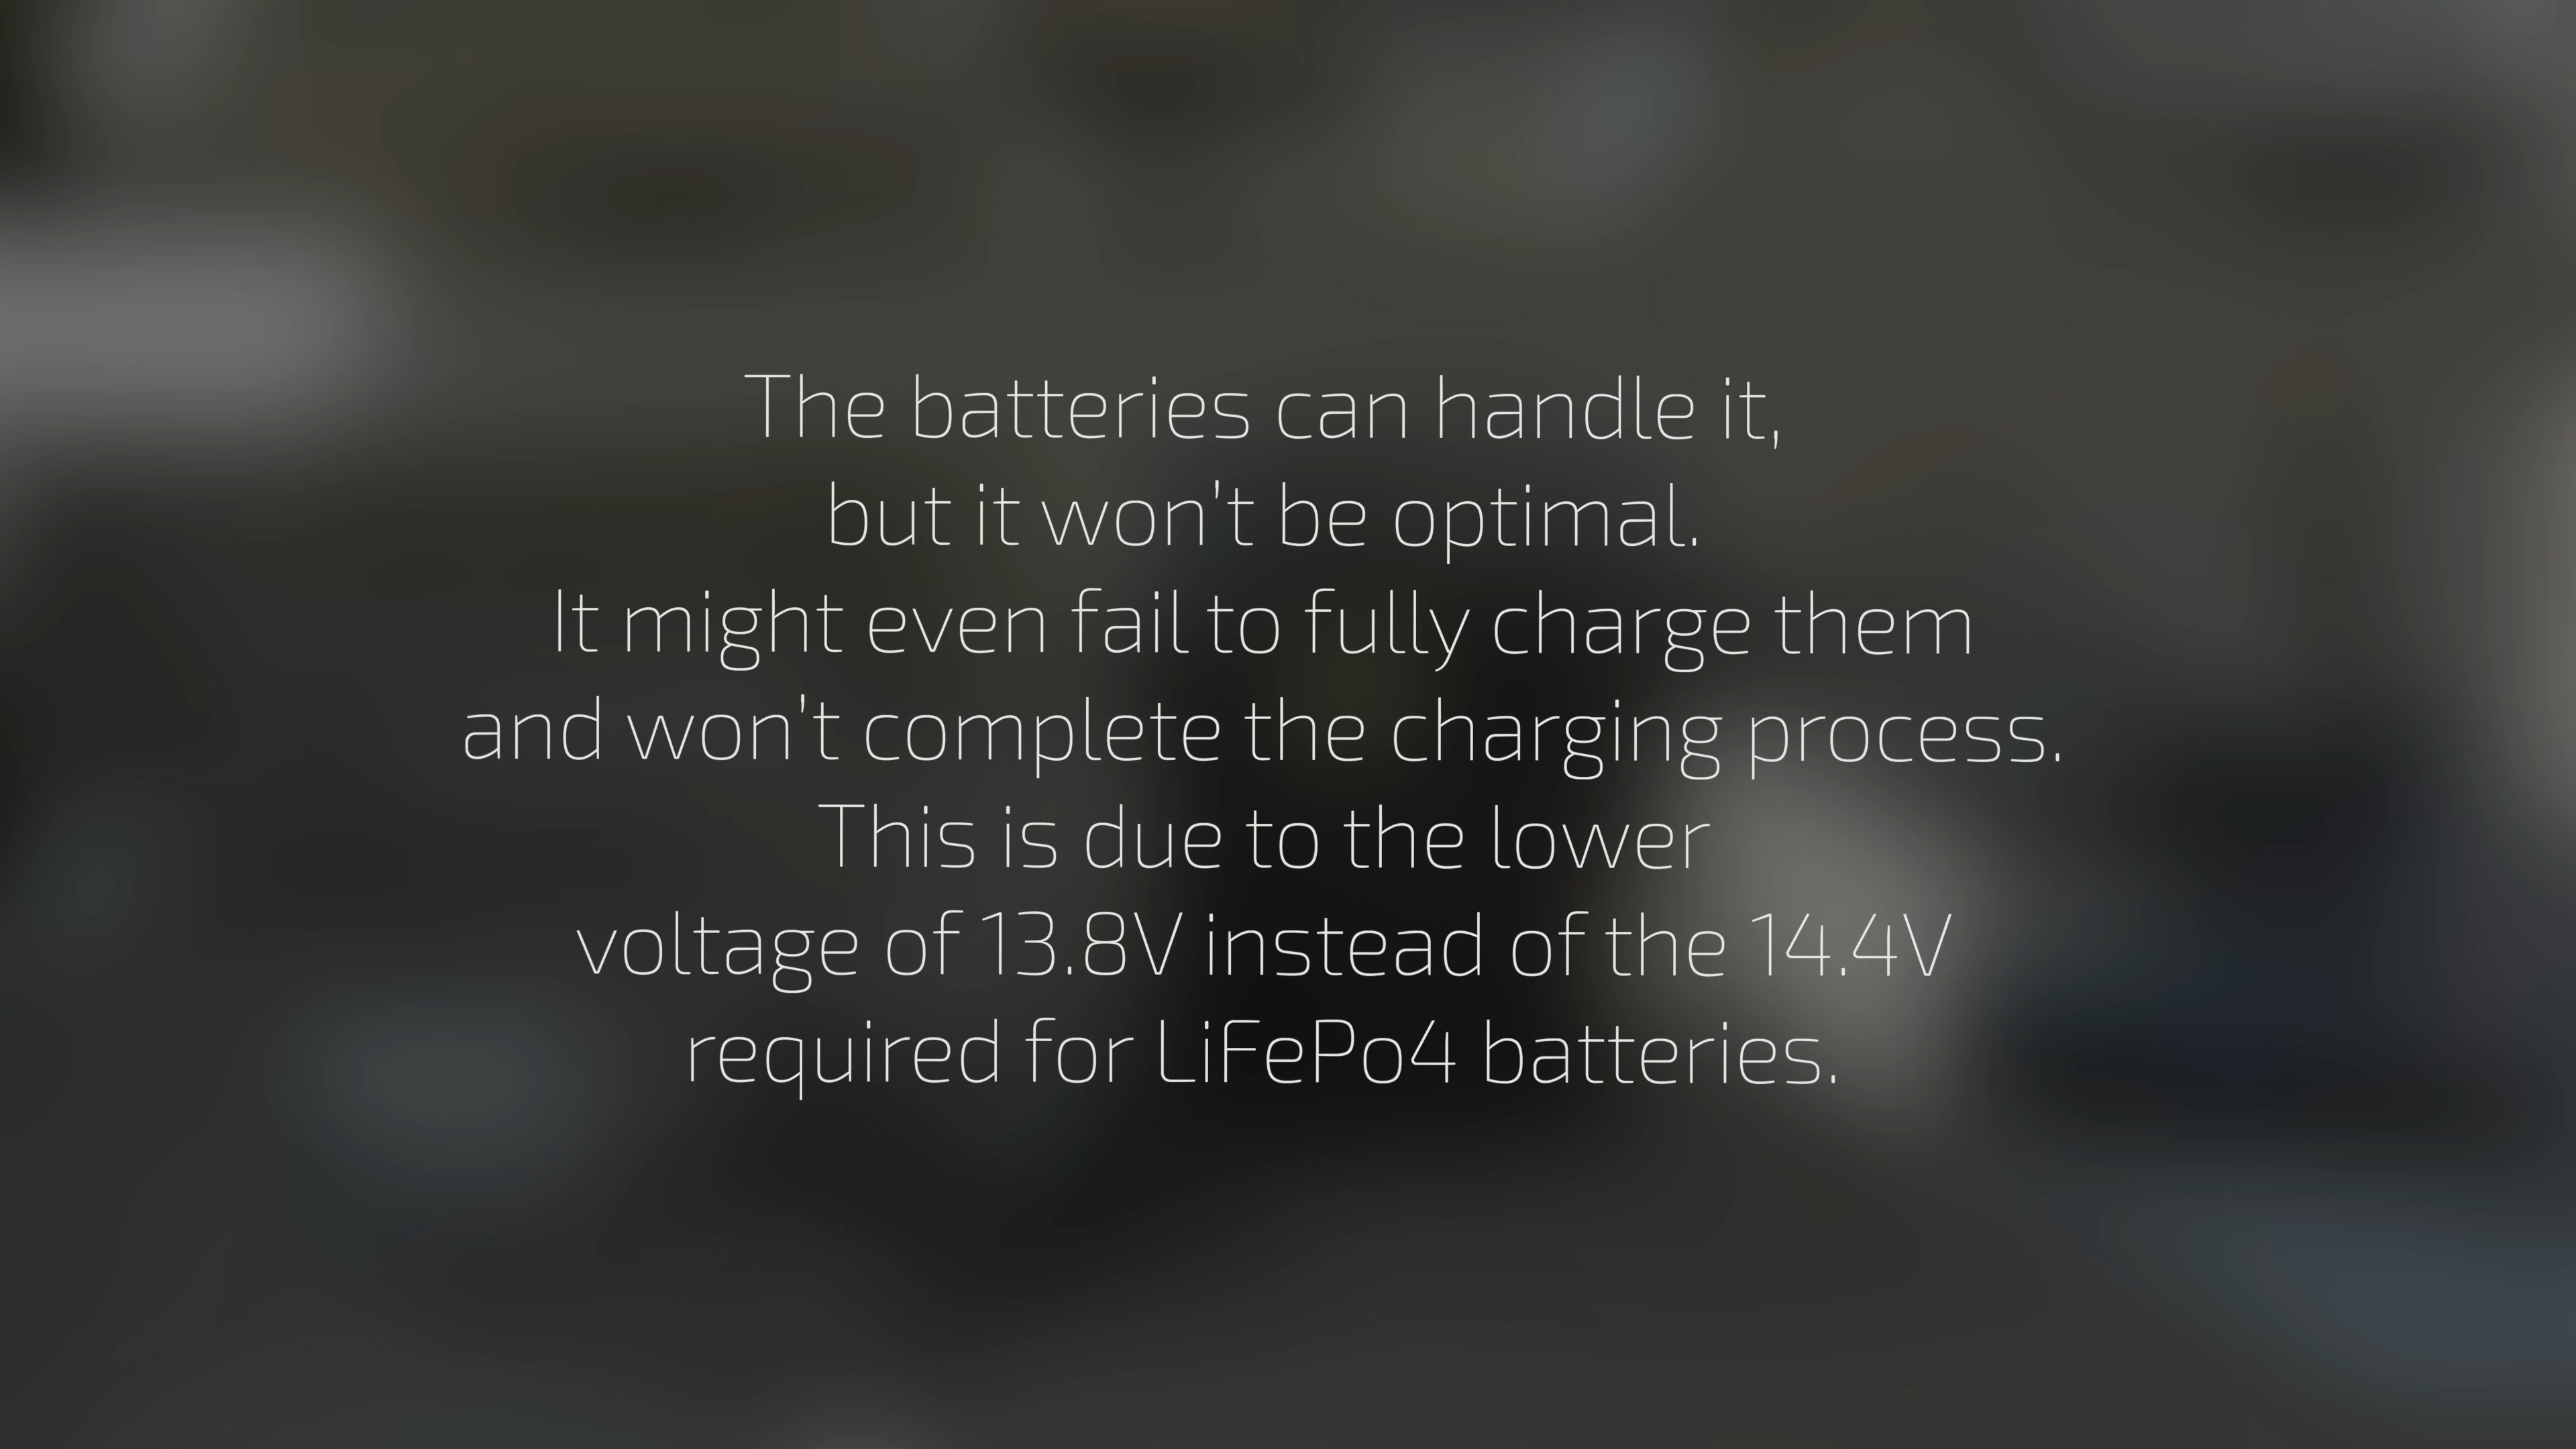 The batteries can handle it,
but it won't be optimal.
It might even fail to fully charge them
and won't complete the charging process.
This is due to the lower
voltage of 13.8V instead of the 14.4V
required for LiFePo4 batteries.